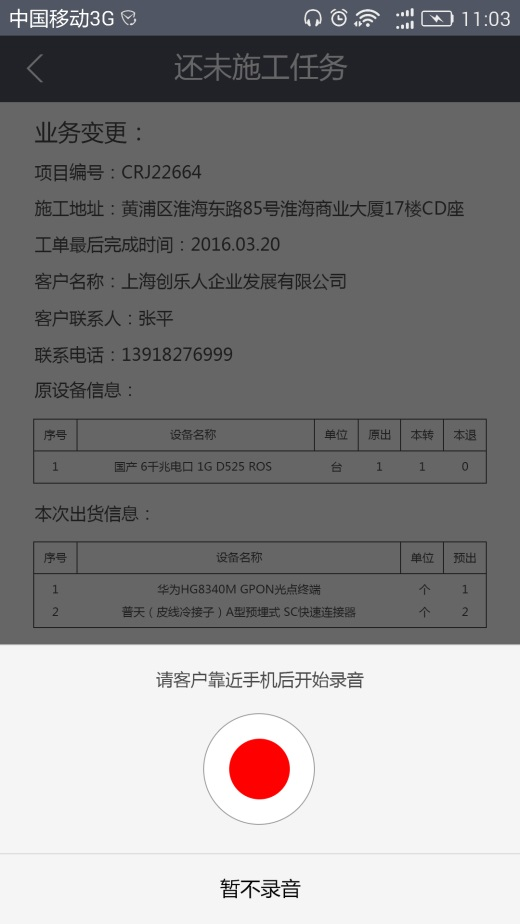 中国移动3G 11:03
还未施工任务
业务变更：
项目编号：CRJ22664
施工地址：黄浦区淮海东路85号淮海商业大厦17楼CD座
工单最后完成时间：2016.03.20
客户名称：上海创乐人企业发展有限公司
客户联系人：张平
联系电话：13918276999
原设备信息：
序号 设备名称 单位 原出 本转 本退
1 国产 6千兆电口 1G D525 ROS 台 1 1 0
本次出货信息：
序号 设备名称 单位 预出
1 华为HG8340M GPON光点终端 个 1
2 普天（皮线冷接子）A型预埋式 SC快速连接器 个 2
请客户靠近手机后开始录音
暂不录音